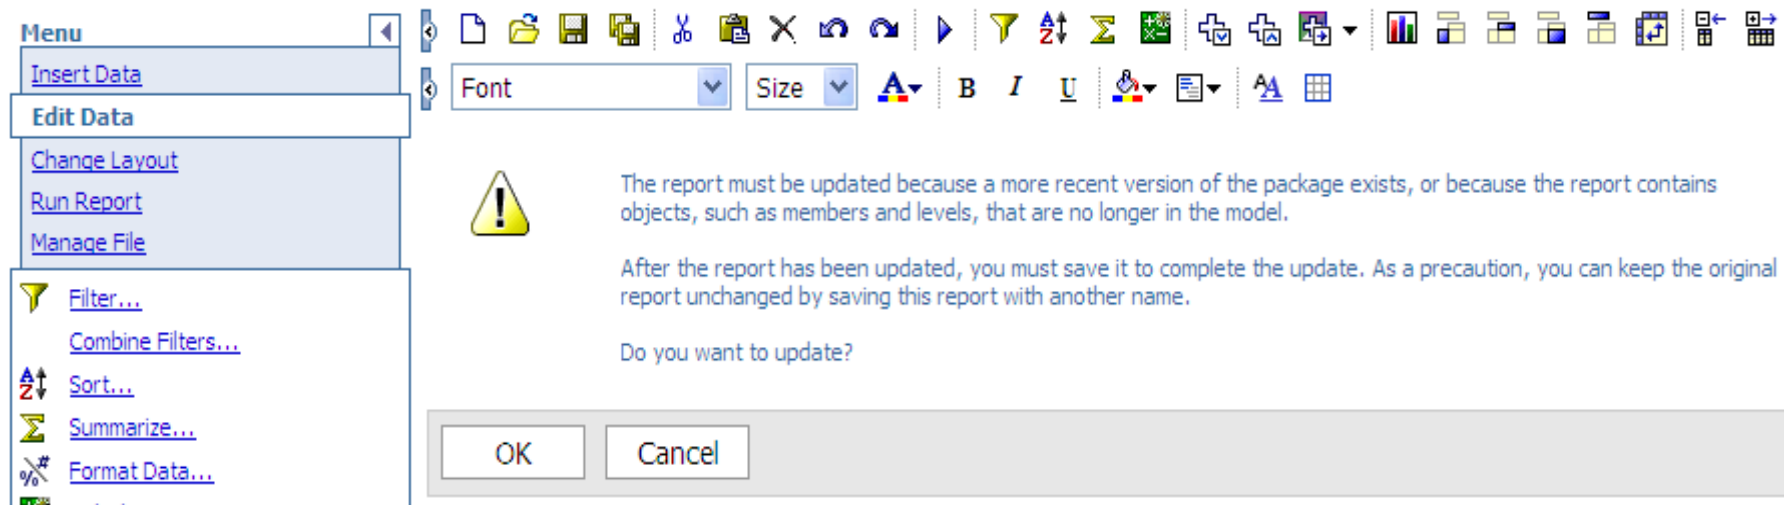 Menu
Insert Data
Edit Data
Change Layout
Run Report
Manage File
Filter...
Combine Filters...
Sort...
Summarize...
Format Data...
Font
Size
A
B
I
U
AA
The report must be updated because a more recent version of the package exists, or because the report contains
objects, such as members and levels, that are no longer in the model.
After the report has been updated, you must save it to complete the update. As a precaution, you can keep the original
report unchanged by saving this report with another name.
Do you want to update?
OK
Cancel